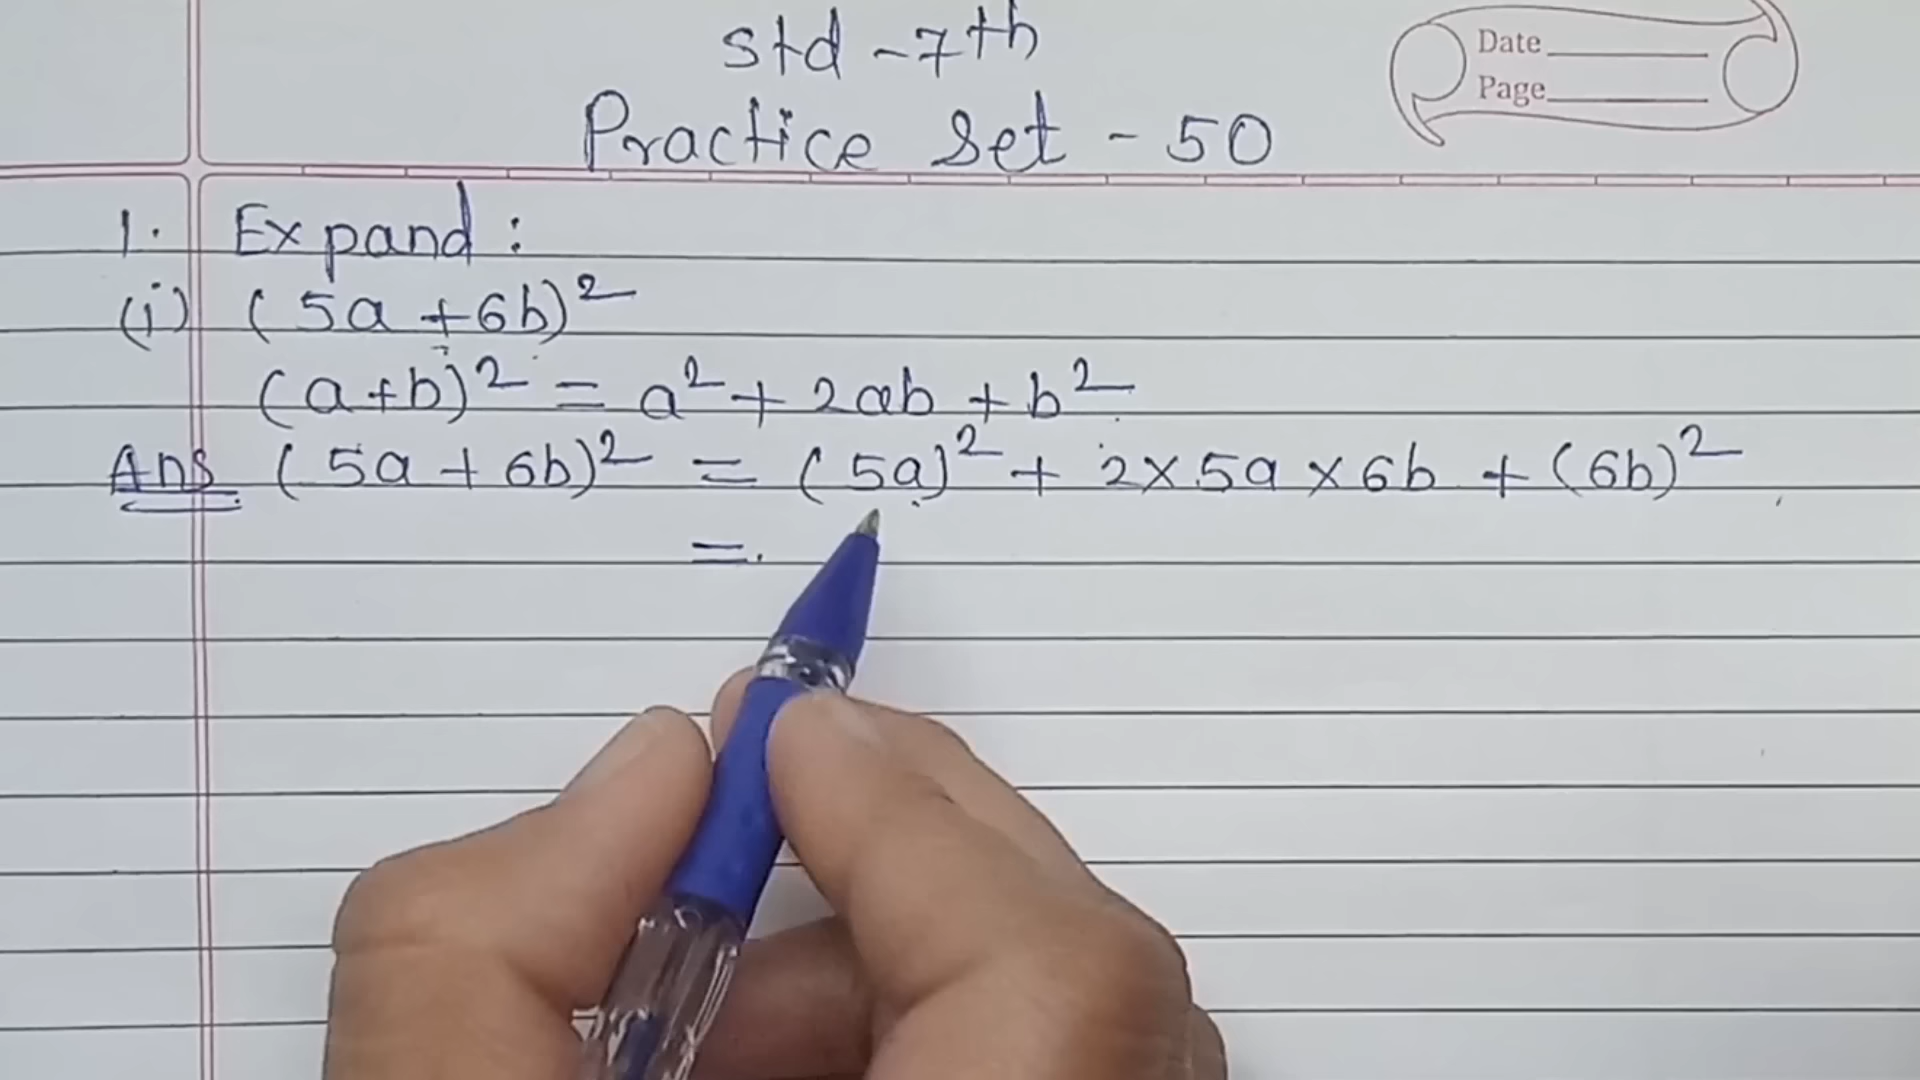 Std - 7th
Date
Page
Practice Set - 50
1. Expand :
(i) (5a + 6b)²
(a+b)² = a² + 2ab + b²
Ans (5a + 6b)² = (5a)² + 2×5a×6b + (6b)²
=